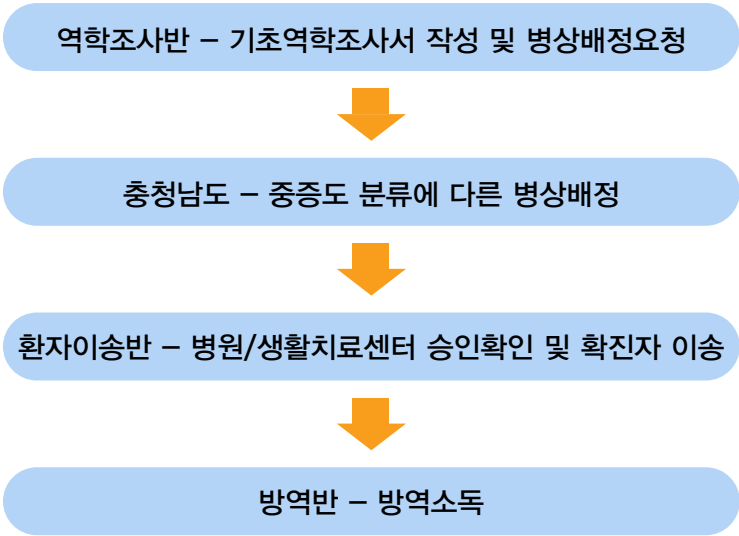 역학조사반 – 기초역학조사서 작성 및 병상배정요청
충청남도 – 중증도 분류에 다른 병상배정
환자이송반 – 병원/생활치료센터 승인확인 및 확진자 이송
방역반 – 방역소독